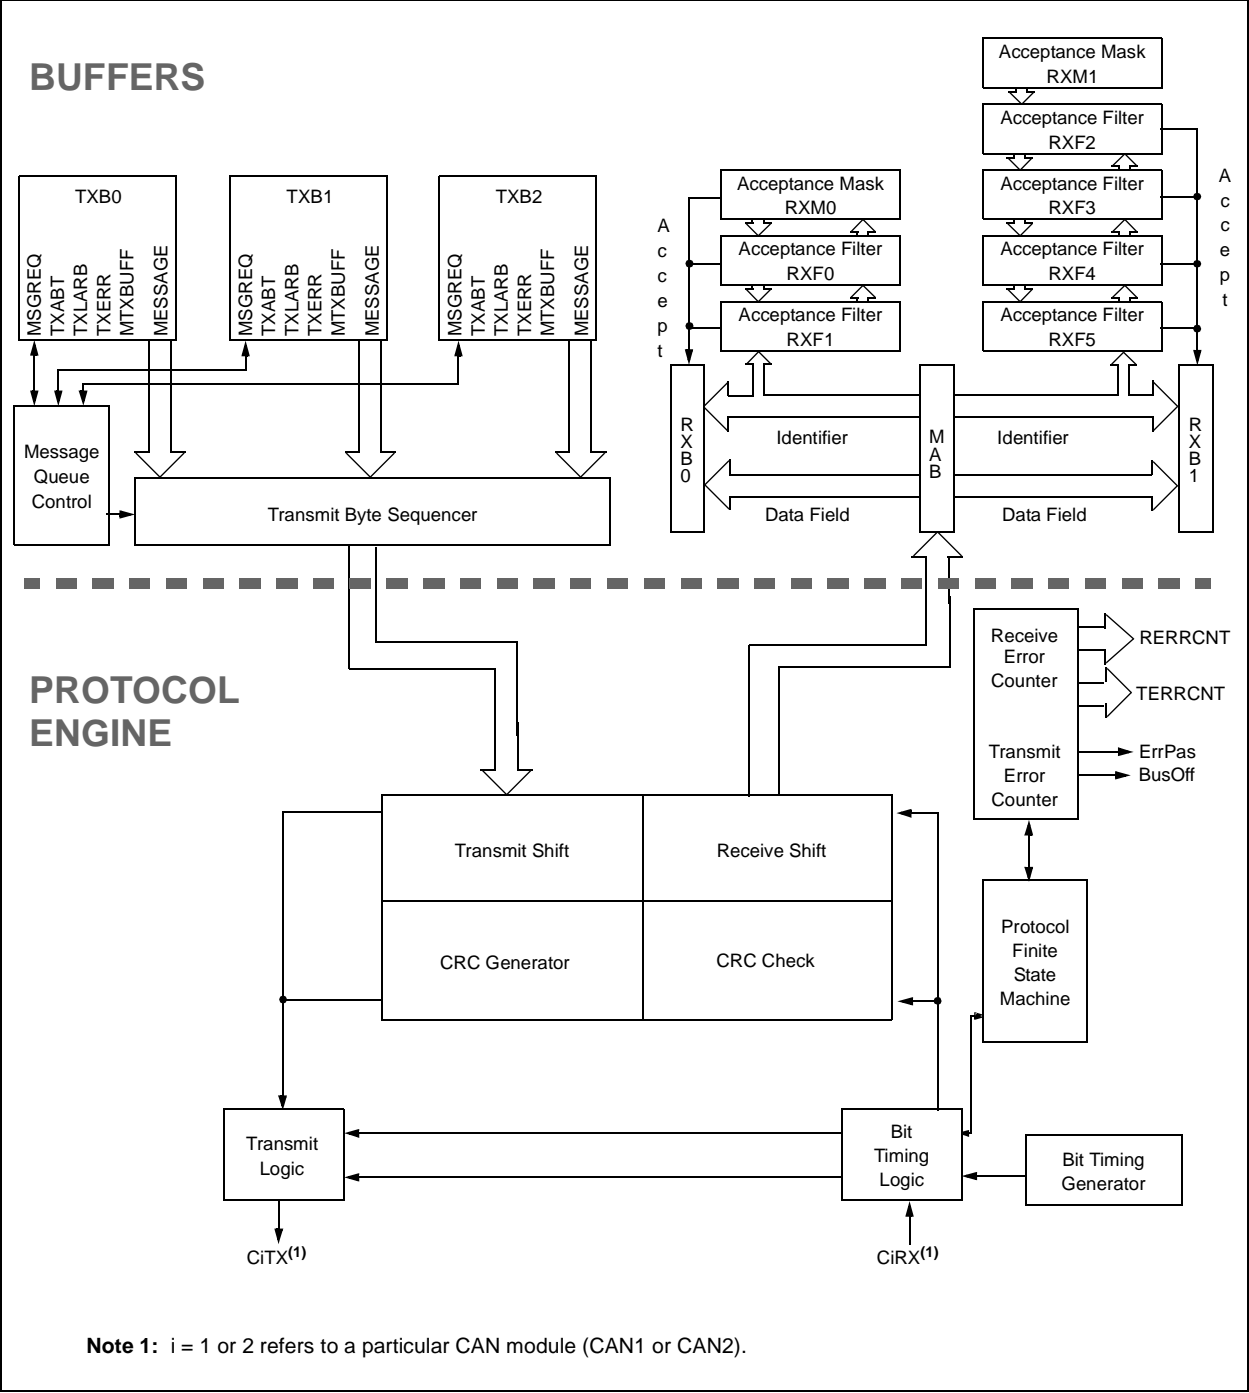 BUFFERS
Acceptance Mask
RXM1
Acceptance Filter
RXF2
Acceptance Mask
RXM0
Acceptance Filter
RXF3
Acceptance Filter
RXF0
Acceptance Filter
RXF4
Acceptance Filter
RXF1
Acceptance Filter
RXF5
Accept
Accept
TXB0
MSGREQ
TXABT
TXLARB
TXERR
MTXBUFF
MESSAGE
TXB1
MSGREQ
TXABT
TXLARB
TXERR
MTXBUFF
MESSAGE
TXB2
MSGREQ
TXABT
TXLARB
TXERR
MTXBUFF
MESSAGE
Message
Queue
Control
Transmit Byte Sequencer
RXB0
Identifier
Data Field
MAB
Identifier
Data Field
RXB1
PROTOCOL
ENGINE
Receive
Error
Counter
Transmit
Error
Counter
RERRCNT
TERRCNT
ErrPas
BusOff
Transmit Shift
Receive Shift
CRC Generator
CRC Check
Protocol
Finite
State
Machine
Transmit
Logic
Bit
Timing
Logic
Bit Timing
Generator
CiTX(1)
CiRX(1)
Note 1: i = 1 or 2 refers to a particular CAN module (CAN1 or CAN2).